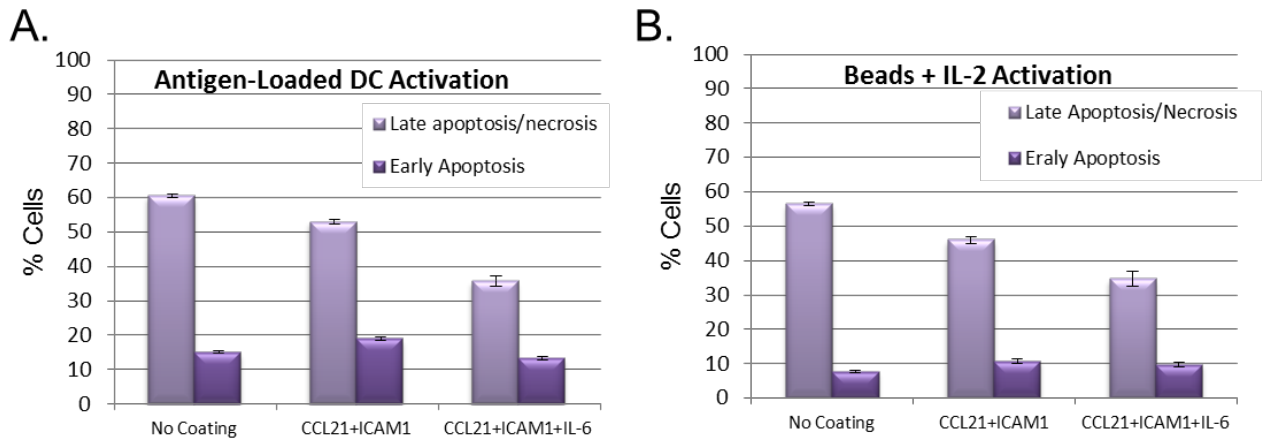 A.
Antigen-Loaded DC Activation
100
90
80
70
60
50
40
30
20
10
0
% Cells
Late apoptosis/necrosis
Early Apoptosis
No Coating
CCL21+ICAM1
CCL21+ICAM1+IL-6
B.
Beads + IL-2 Activation
100
90
80
70
60
50
40
30
20
10
0
% Cells
Late Apoptosis/Necrosis
Eraly Apoptosis
No Coating
CCL21+ICAM1
CCL21+ICAM1+IL-6